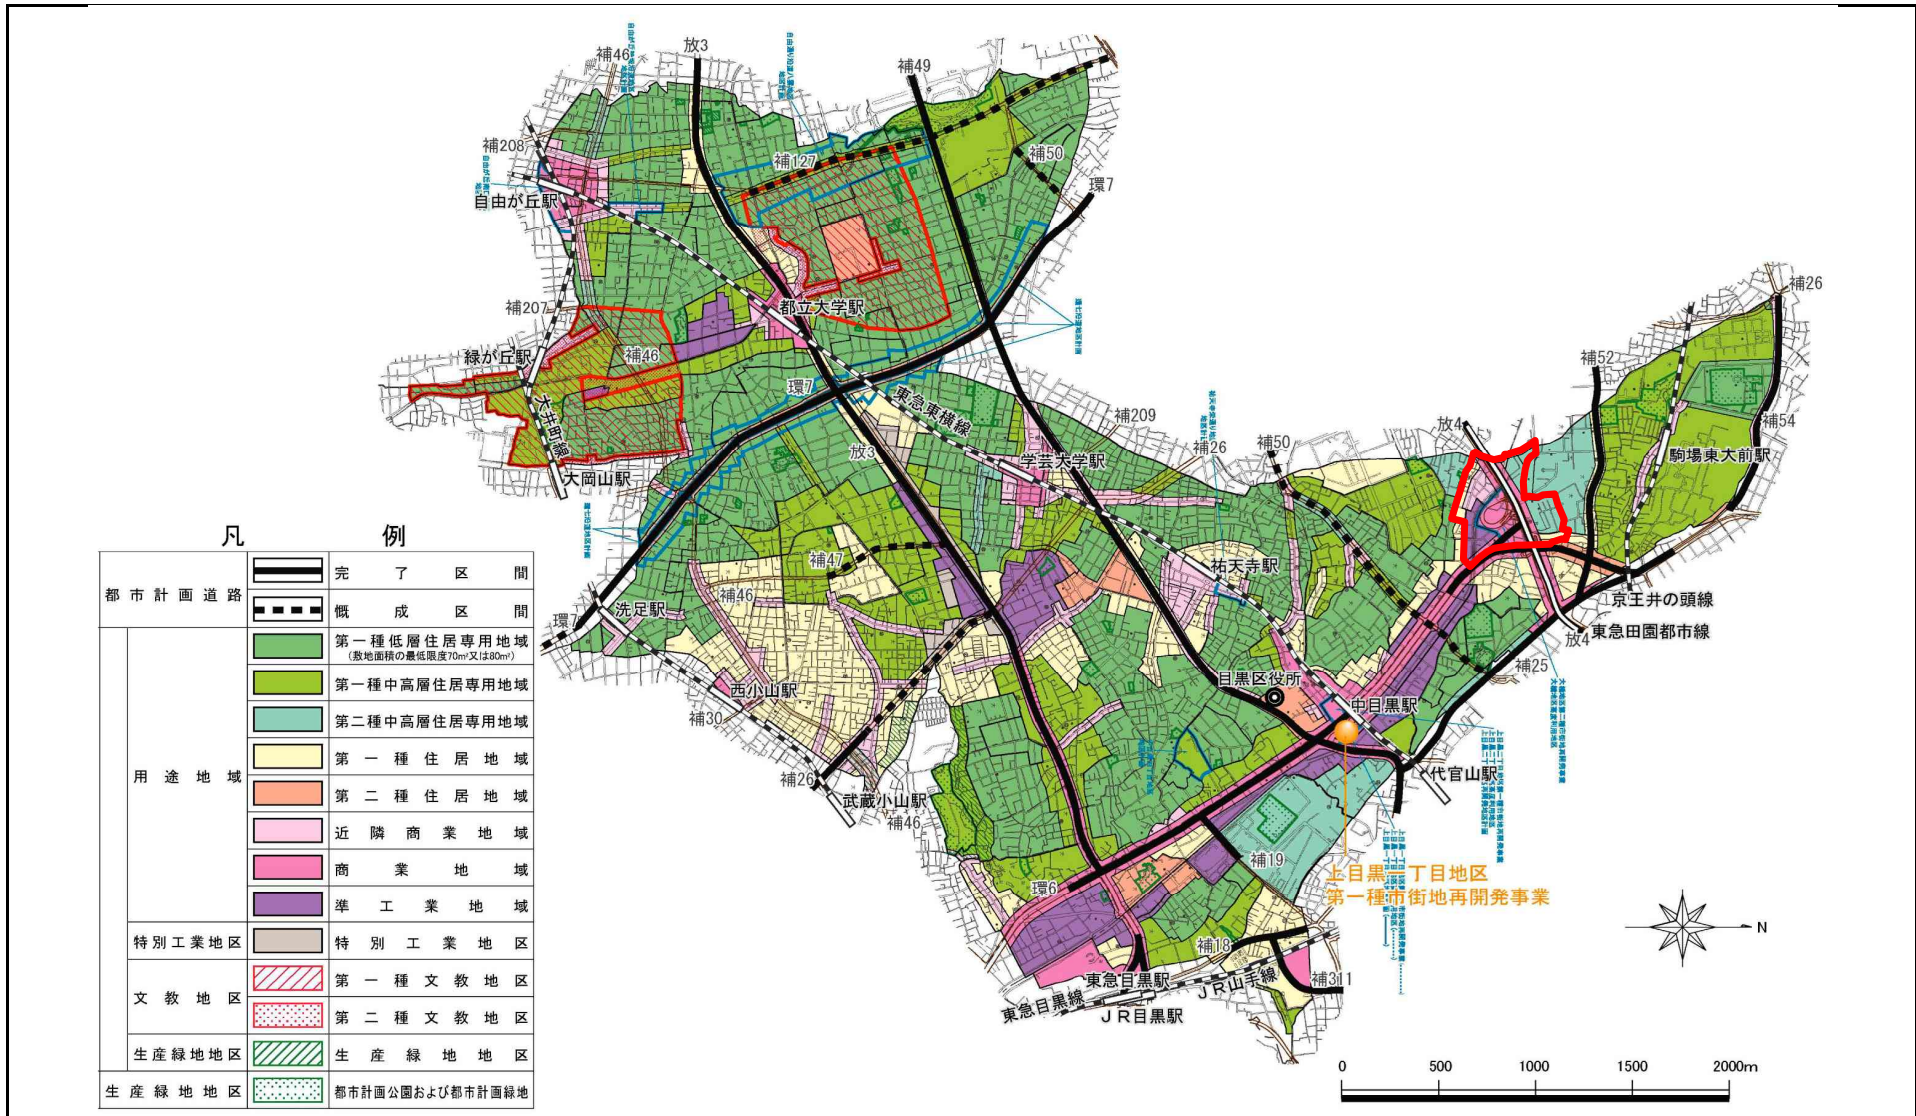 補46
放3
補49
補208
補127
補50
環7
自由が丘駅
都立大学駅
補207
補26
緑が丘駅
補46
補52
環7
東急東横線
大井町線
放3
補209
補26
補50
放4
補54
駒場東大前駅
学芸大学駅
大岡山駅
凡例
都市計画道路
完了区間
慨成区間
用途地域
第一種低層住居専用地域
(敷地面積の最低限度70㎡又は80㎡)
第一種中高層住居専用地域
第二種中高層住居専用地域
第一種住居地域
第二種住居地域
近隣商業地域
商業地域
準工業地域
特別工業地区
特別工業地区
文教地区
第一種文教地区
第二種文教地区
生産緑地地区
生産緑地地区
生産緑地地区
都市計画公園および都市計画緑地
補47
祐天寺駅
補46
洗足駅
環7
京王井の頭線
東急田園都市線
放4
補25
目黒区役所
中目黒駅
西小山駅
補30
補26
武蔵小山駅
補46
代官山駅
補19
環6
上目黒一丁目地区
第一種市街地再開発事業
補18
補311
東急目黒駅
東急目黒線
JR山手線
JR目黒駅
N
0 500 1000 1500 2000m